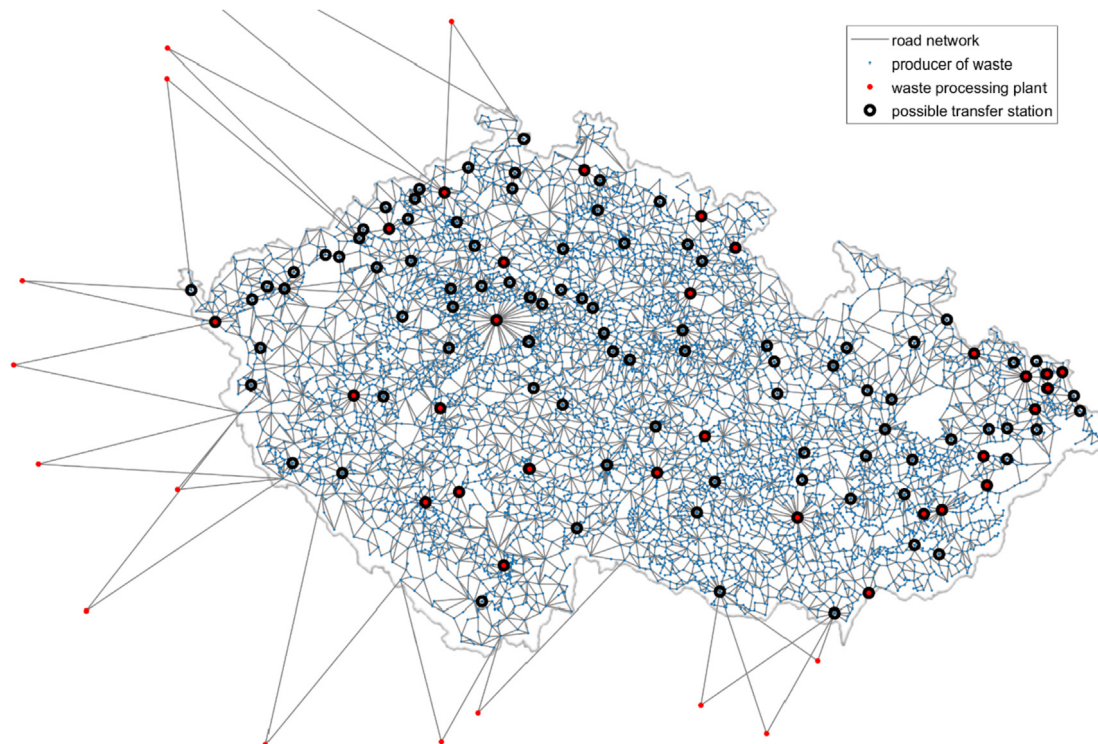 road network
producer of waste
waste processing plant
possible transfer station